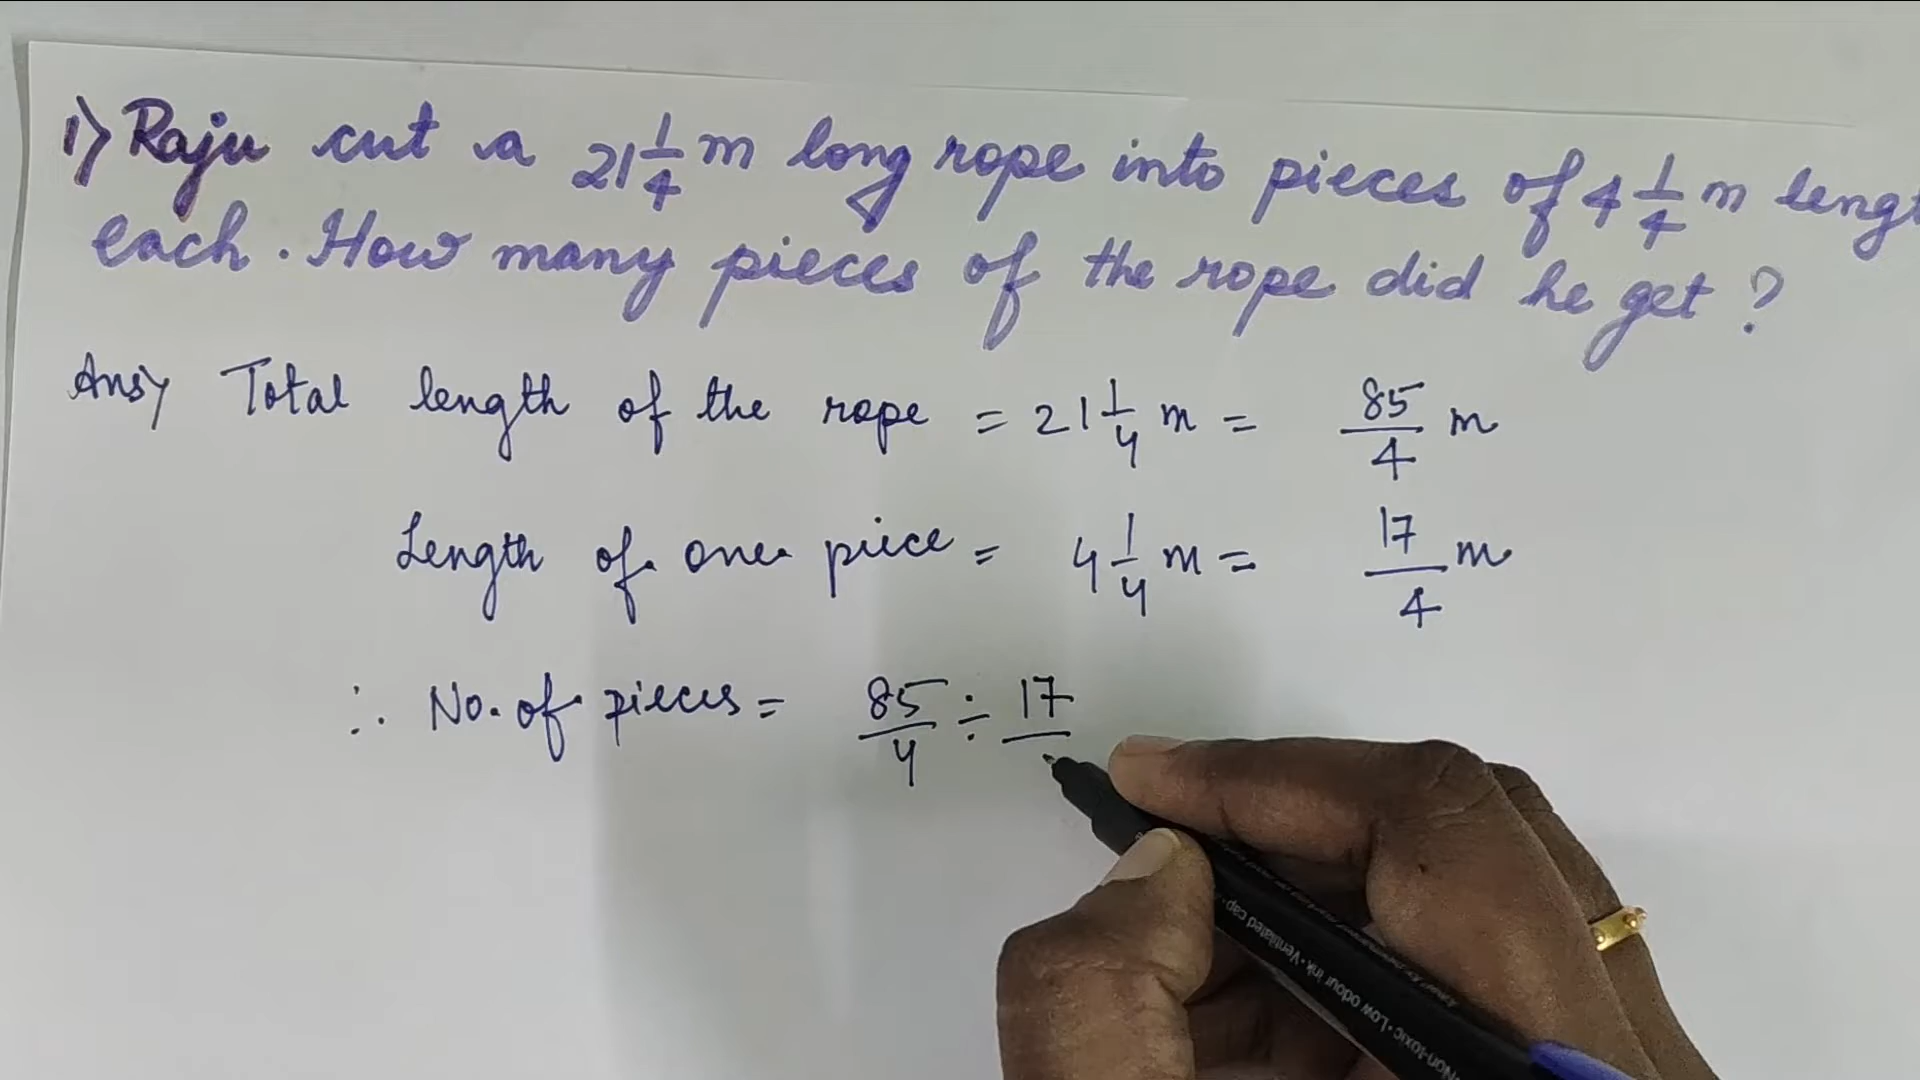 1) Raju cut a 21 1/4 m long rope into pieces of 4 1/4 m lengt
each. How many pieces of the rope did he get?
Ans) Total length of the rope = 21 1/4 m = 85/4 m
Length of one piece = 4 1/4 m = 17/4 m
∴ No. of pieces = 85/4 ÷ 17/
Non-toxic • Low odour ink • Ventilated cap